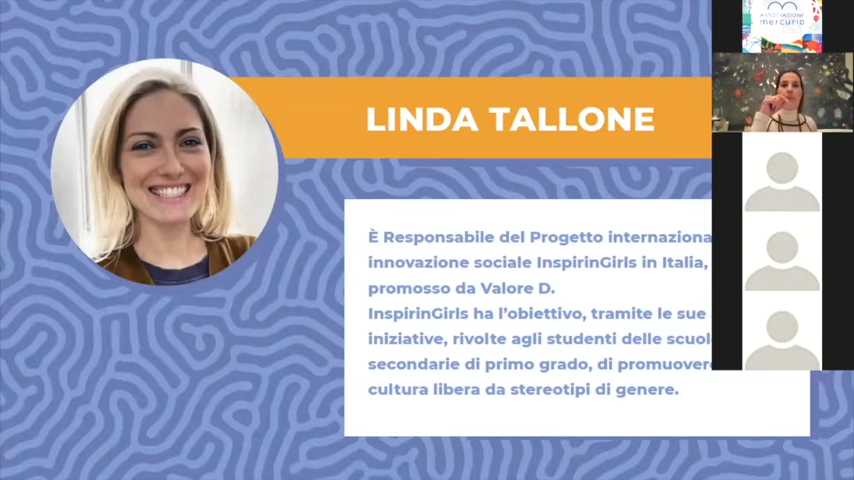 LINDA TALLONE
È Responsabile del Progetto internaziona
innovazione sociale InspirinGirls in Italia,
promosso da Valore D.
InspirinGirls ha l’obiettivo, tramite le sue
iniziative, rivolte agli studenti delle scuol
secondarie di primo grado, di promuover
cultura libera da stereotipi di genere.
ASSOCIAZIONE
mercurio